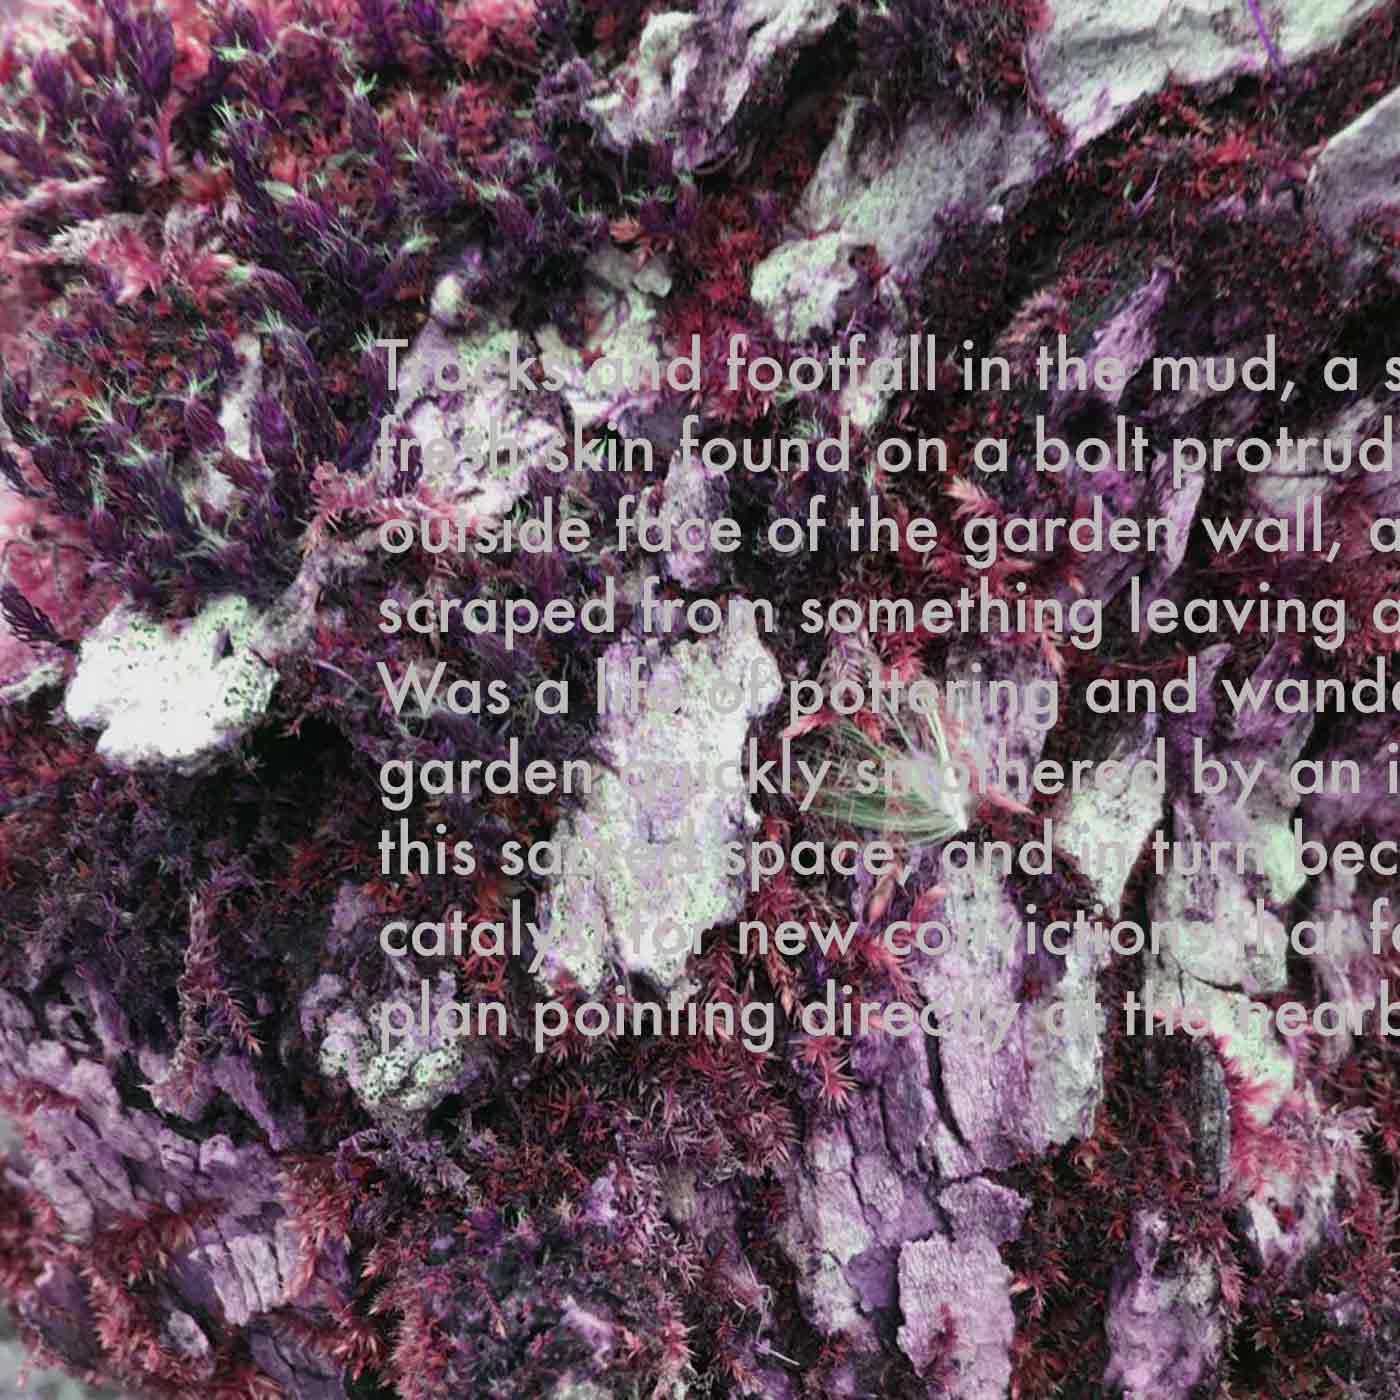 Tracks and footfall in the mud, a s
fresh skin found on a bolt protrud
outside face of the garden wall, a
scraped from something leaving a
Was a life of pottering and wand
garden quickly smothered by an i
this sacred space, and in turn bec
catalyst for new convictions that fo
plan pointing directly at the nearb